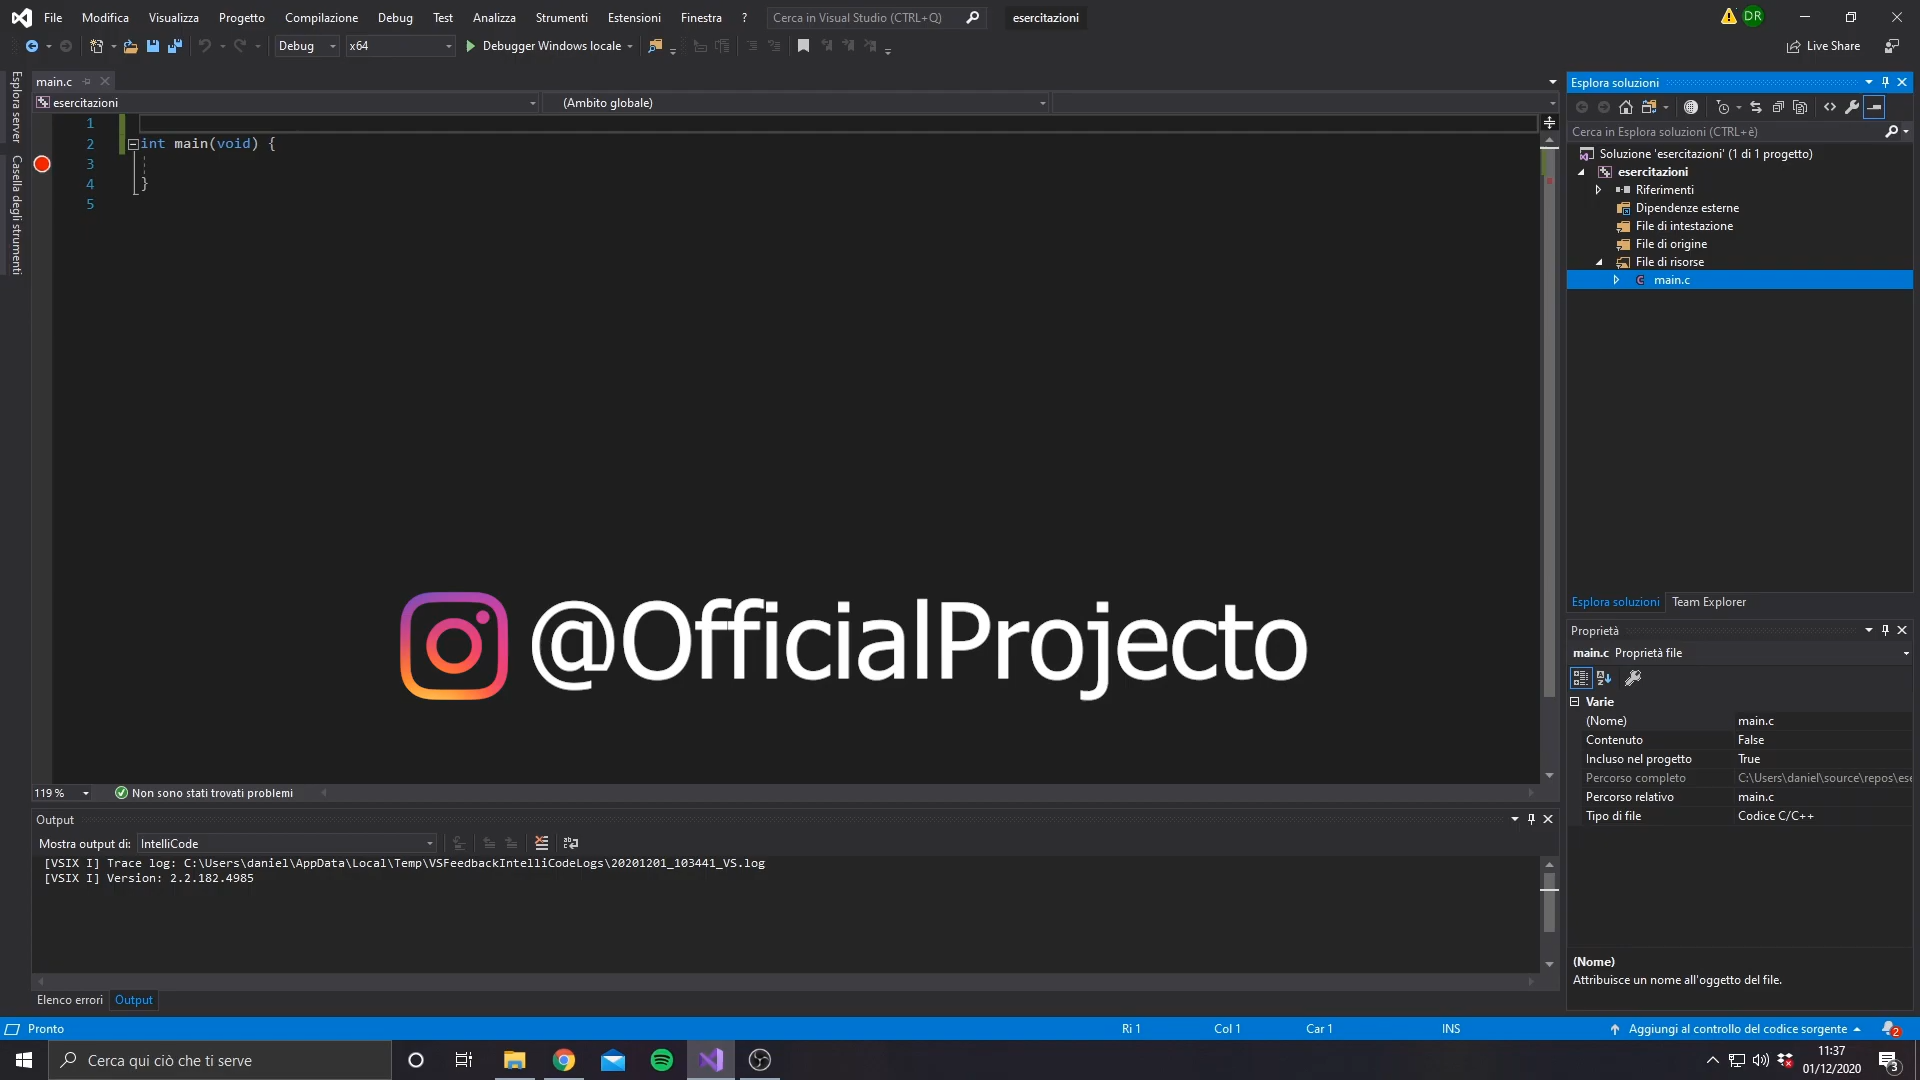 File Modifica Visualizza Progetto Compilazione Debug Test Analizza Strumenti Estensioni Finestra ? Cerca in Visual Studio (CTRL+Q) esercitazioni DR
Debug x64 Debugger Windows locale Live Share
Esplora server
Casella degli strumenti
main.c
esercitazioni (Ambito globale)
1
2 int main(void) {
3
4 }
5
@OfficialProjecto
119 % Non sono stati trovati problemi
Output
Mostra output di: IntelliCode
[VSIX I] Trace log: C:\Users\daniel\AppData\Local\Temp\VSFeedbackIntelliCodeLogs\20201201_103441_VS.log
[VSIX I] Version: 2.2.182.4985
Elenco errori Output
Esplora soluzioni
Cerca in Esplora soluzioni (CTRL+è)
Soluzione 'esercitazioni' (1 di 1 progetto)
esercitazioni
Riferimenti
Dipendenze esterne
File di intestazione
File di origine
File di risorse
main.c
Esplora soluzioni Team Explorer
Proprietà
main.c Proprietà file
Varie
(Nome) main.c
Contenuto False
Incluso nel progetto True
Percorso completo C:\Users\daniel\source\repos\ese
Percorso relativo main.c
Tipo di file Codice C/C++
(Nome)
Attribuisce un nome all'oggetto del file.
Pronto Ri 1 Col 1 Car 1 INS Aggiungi al controllo del codice sorgente 2
Cerca qui ciò che ti serve
11:37
01/12/2020
3